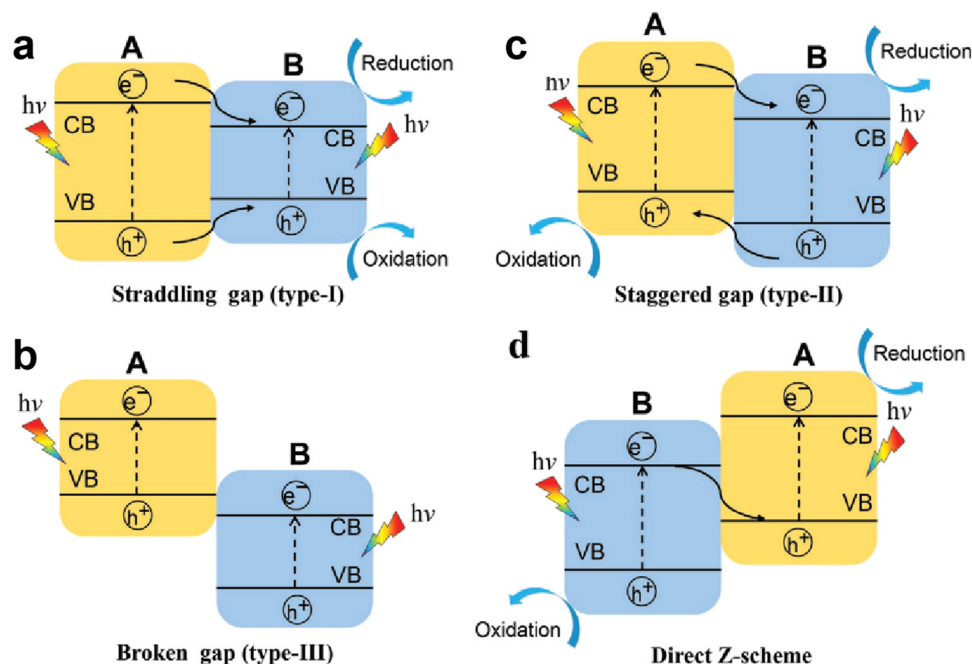 a
A
B
Reduction
e⁻
e⁻
hν
hν
CB
CB
VB
VB
h⁺
h⁺
Oxidation
Straddling gap (type-I)
c
A
B
Reduction
e⁻
e⁻
hν
hν
CB
CB
VB
VB
h⁺
h⁺
Oxidation
Staggered gap (type-II)
b
A
B
hν
e⁻
CB
VB
h⁺
e⁻
hν
CB
VB
h⁺
Broken gap (type-III)
d
A
B
Reduction
e⁻
hν
hν
e⁻
CB
CB
VB
VB
h⁺
h⁺
Oxidation
Direct Z-scheme